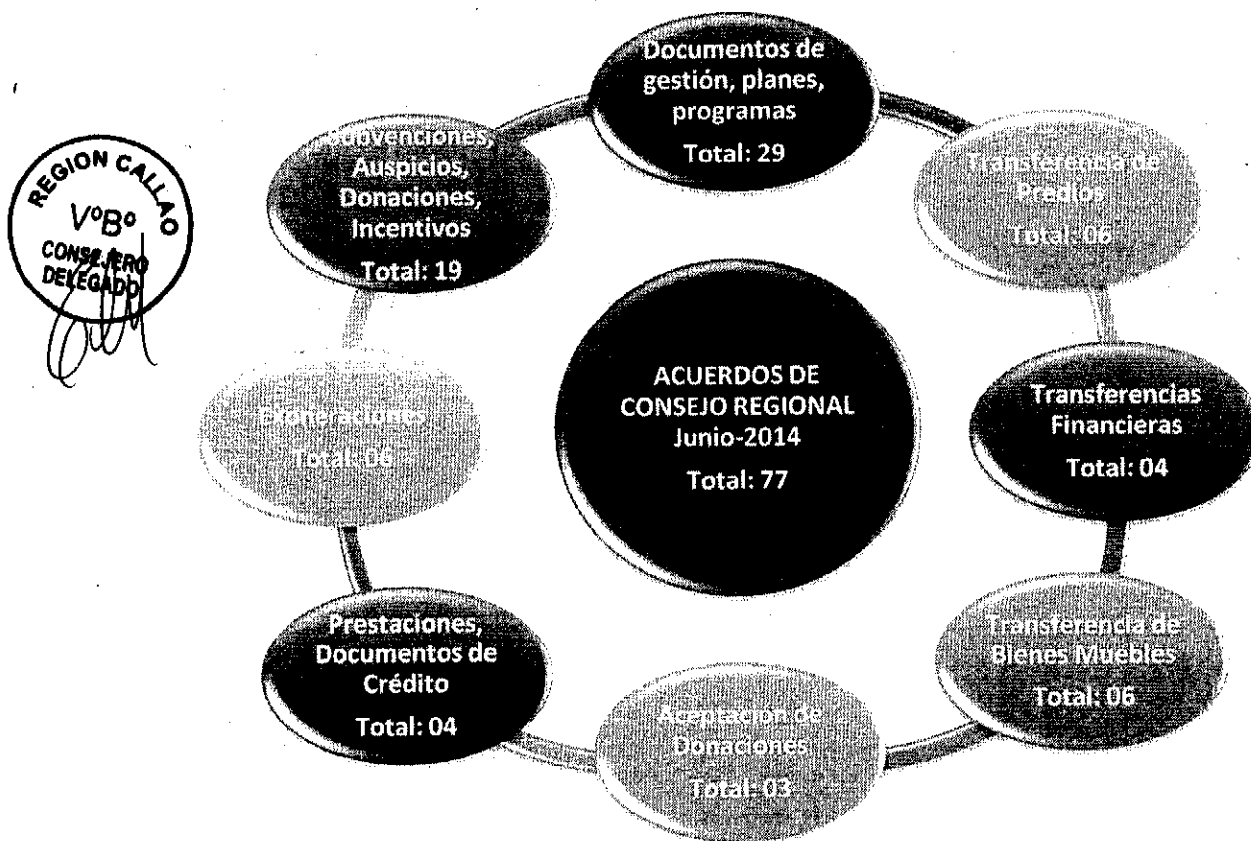 REGION CALLAO
V°B°
CONSEJERO
DELEGADO
Documentos de
gestión, planes,
programas
Total: 29
Transferencia de
Predios
Total: 06
Transferencias
Financieras
Total: 04
Transferencia de
Bienes Muebles
Total: 06
Aceptación de
Donaciones
Total: 03
Prestaciones,
Documentos de
Crédito
Total: 04
Exoneraciones
Total: 06
Subvenciones,
Auspicios,
Donaciones,
Incentivos
Total: 19
ACUERDOS DE
CONSEJO REGIONAL
Junio-2014
Total: 77